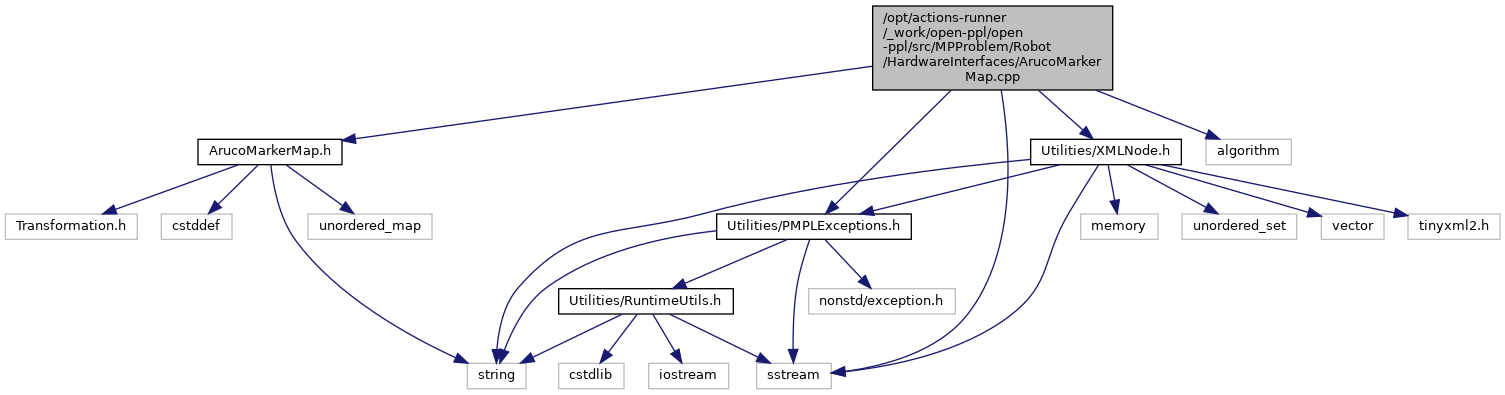 /opt/actions-runner
/_work/open-ppl/open
-ppl/src/MPProblem/Robot
/HardwareInterfaces/ArucoMarker
Map.cpp
ArucoMarkerMap.h
Utilities/XMLNode.h
algorithm
Transformation.h
cstddef
unordered_map
Utilities/PMPLExceptions.h
memory
unordered_set
vector
tinyxml2.h
Utilities/RuntimeUtils.h
nonstd/exception.h
string
cstdlib
iostream
sstream